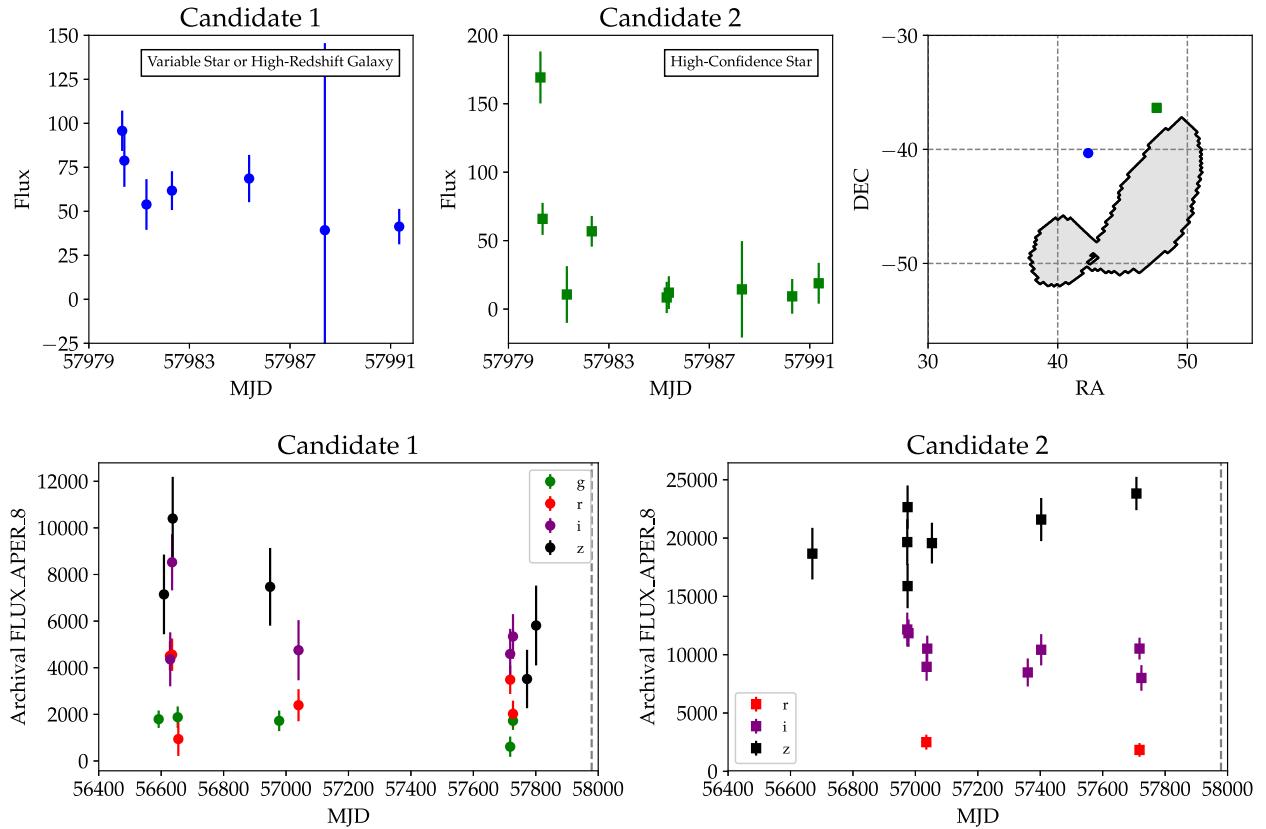 Candidate 1
Variable Star or High-Redshift Galaxy
150
125
100
75
50
25
0
−25
Flux
57979
57983
57987
57991
MJD
Candidate 2
High-Confidence Star
200
150
100
50
0
Flux
57979
57983
57987
57991
MJD
−30
−40
−50
DEC
30
40
50
RA
Candidate 1
g
r
i
z
12000
10000
8000
6000
4000
2000
0
Archival FLUX_APER_8
56400
56600
56800
57000
57200
57400
57600
57800
58000
MJD
Candidate 2
25000
20000
15000
10000
5000
0
Archival FLUX_APER_8
r
i
z
56400
56600
56800
57000
57200
57400
57600
57800
58000
MJD